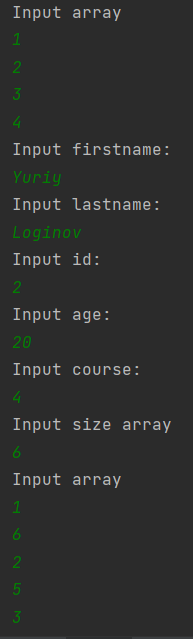 Input array
1
2
3
4
Input firstname:
Yuriy
Input lastname:
Loginov
Input id:
2
Input age:
20
Input course:
4
Input size array
6
Input array
1
6
2
5
3